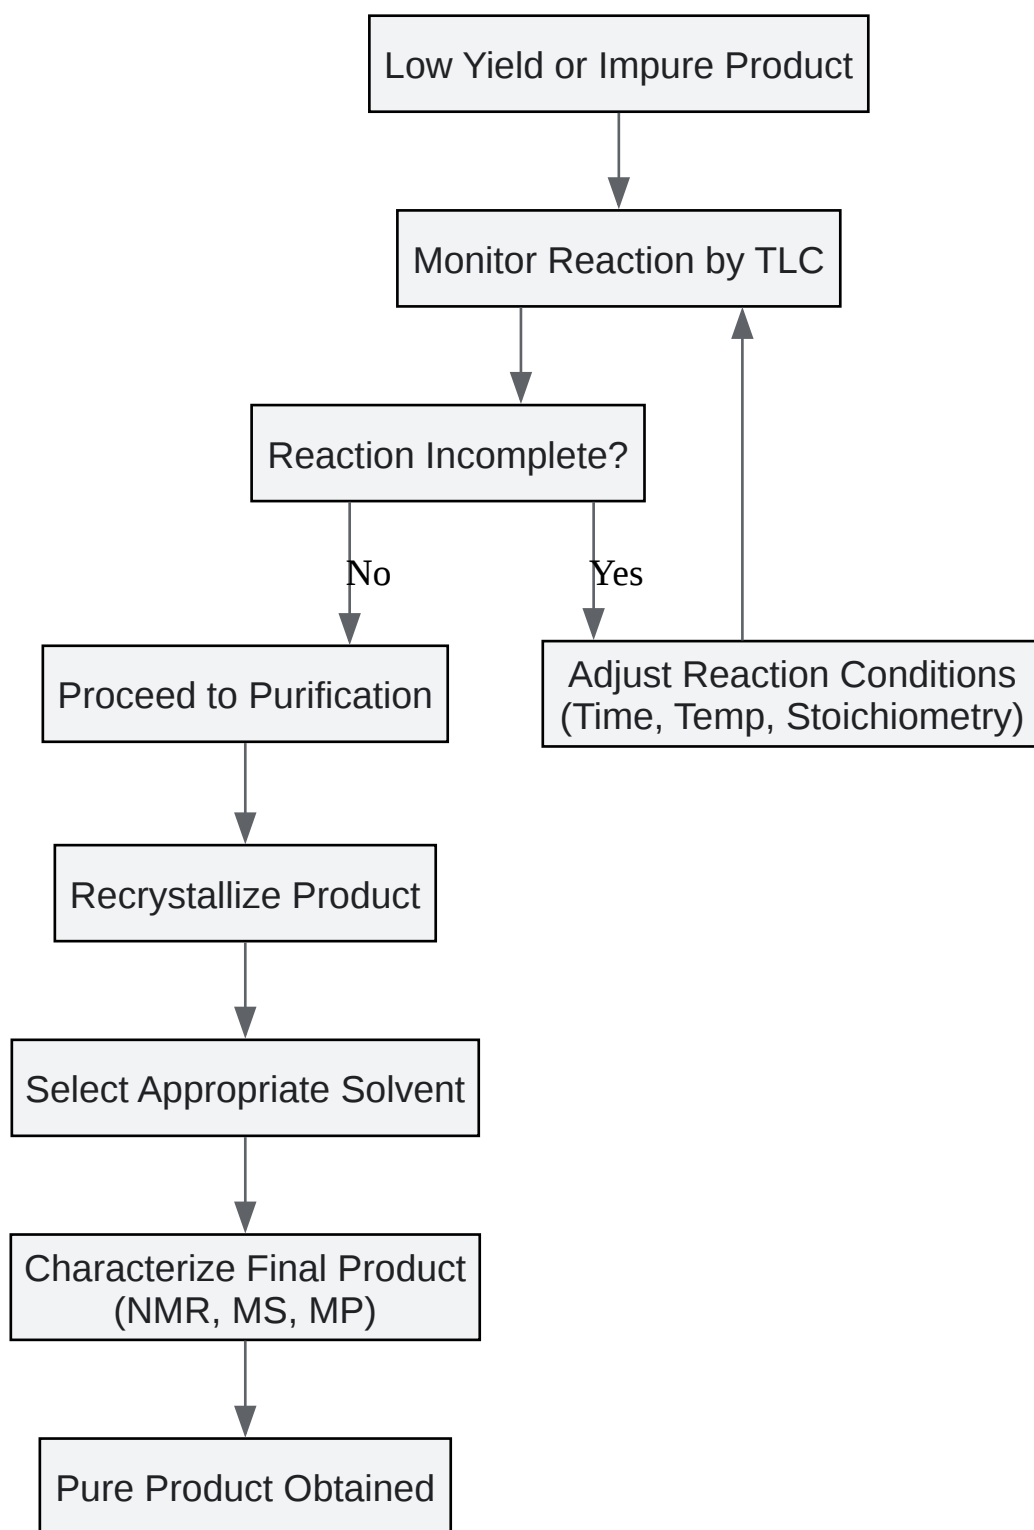 Low Yield or Impure Product
Monitor Reaction by TLC
Reaction Incomplete?
No
Yes
Proceed to Purification
Adjust Reaction Conditions
(Time, Temp, Stoichiometry)
Recrystallize Product
Select Appropriate Solvent
Characterize Final Product
(NMR, MS, MP)
Pure Product Obtained